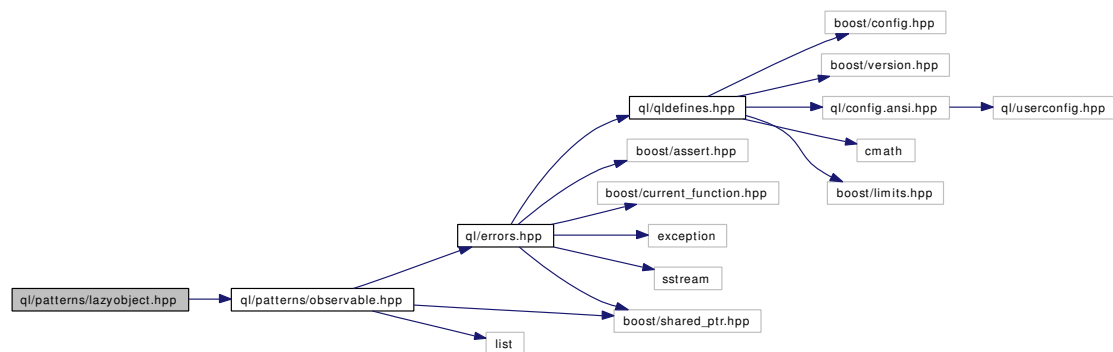 boost/config.hpp
boost/version.hpp
ql/qldefines.hpp
ql/config.ansi.hpp
ql/userconfig.hpp
cmath
boost/assert.hpp
boost/limits.hpp
boost/current_function.hpp
ql/errors.hpp
exception
sstream
ql/patterns/lazyobject.hpp
ql/patterns/observable.hpp
boost/shared_ptr.hpp
list